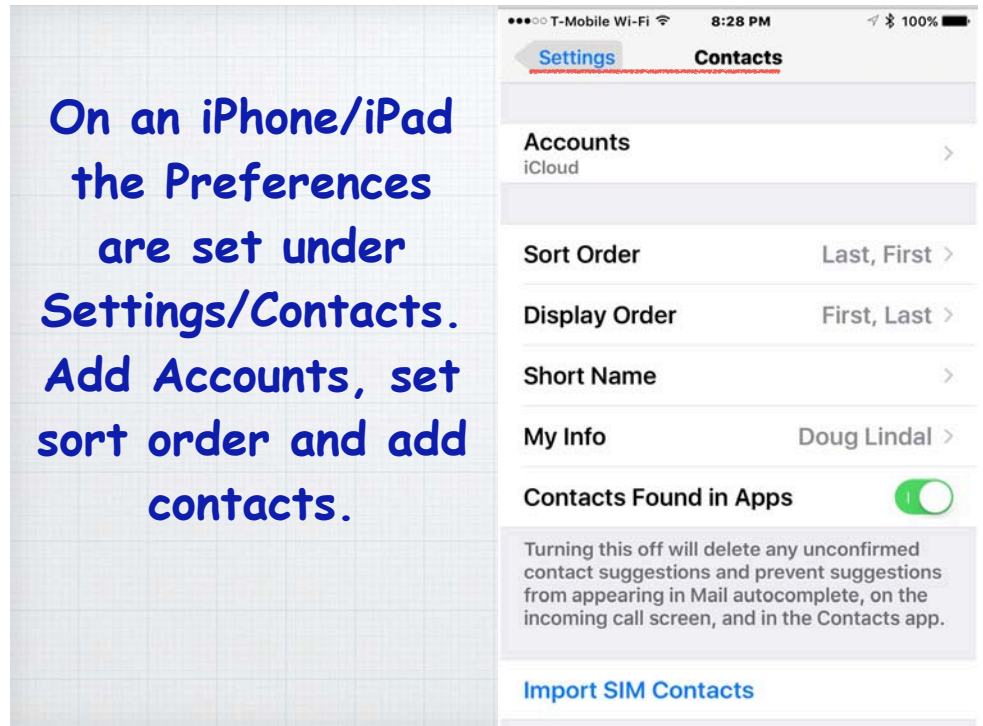 On an iPhone/iPad
the Preferences
are set under
Settings/Contacts.
Add Accounts, set
sort order and add
contacts.
T-Mobile Wi-Fi 8:28 PM 100%
Settings Contacts
Accounts
iCloud
Sort Order Last, First
Display Order First, Last
Short Name
My Info Doug Lindal
Contacts Found in Apps
Turning this off will delete any unconfirmed
contact suggestions and prevent suggestions
from appearing in Mail autocomplete, on the
incoming call screen, and in the Contacts app.
Import SIM Contacts